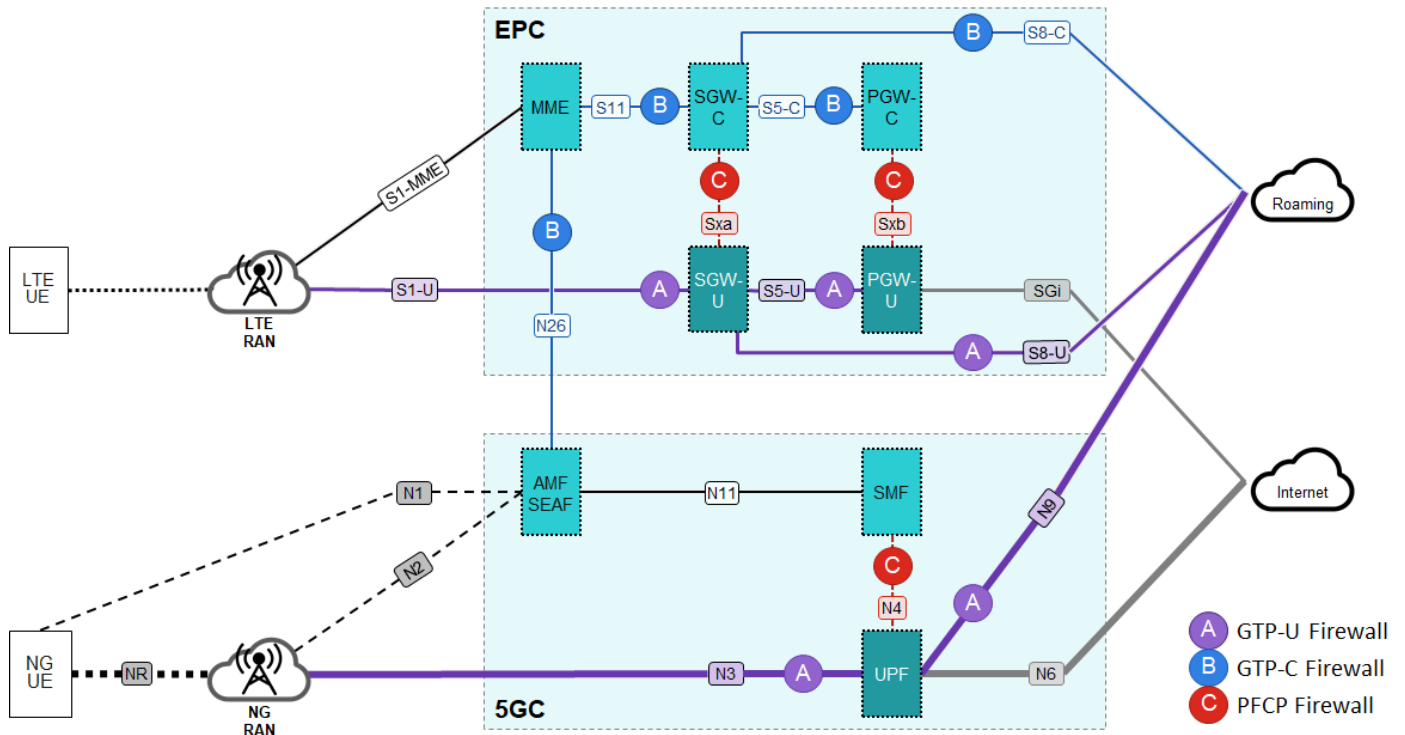 EPC
B
S8-C
MME
S11
B
SGW-
C
S5-C
B
PGW-
C
S1-MME
C
C
Roaming
B
Sxa
Sxb
LTE
UE
S1-U
A
SGW-
U
S5-U
A
PGW-
U
SGi
LTE
RAN
N26
A
S8-U
N1
AMF
SEAF
N11
SMF
N9
Internet
N2
C
N4
A
A GTP-U Firewall
NG
UE
NR
N3
A
UPF
N6
B GTP-C Firewall
C PFCP Firewall
NG
RAN
5GC